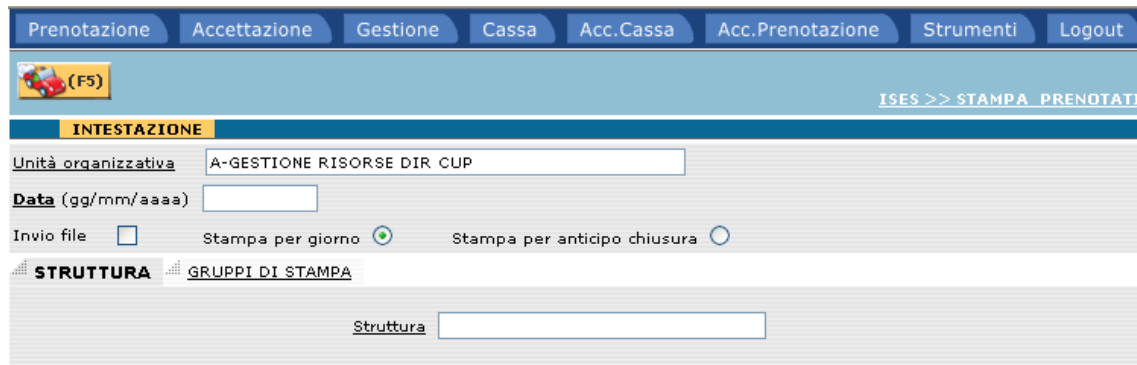 Prenotazione Accettazione Gestione Cassa Acc.Cassa Acc.Prenotazione Strumenti Logout
(F5)
ISES >> STAMPA PRENOTATI
INTESTAZIONE
Unità organizzativa A-GESTIONE RISORSE DIR CUP
Data (gg/mm/aaaa)
Invio file Stampa per giorno Stampa per anticipo chiusura
STRUTTURA GRUPPI DI STAMPA
Struttura